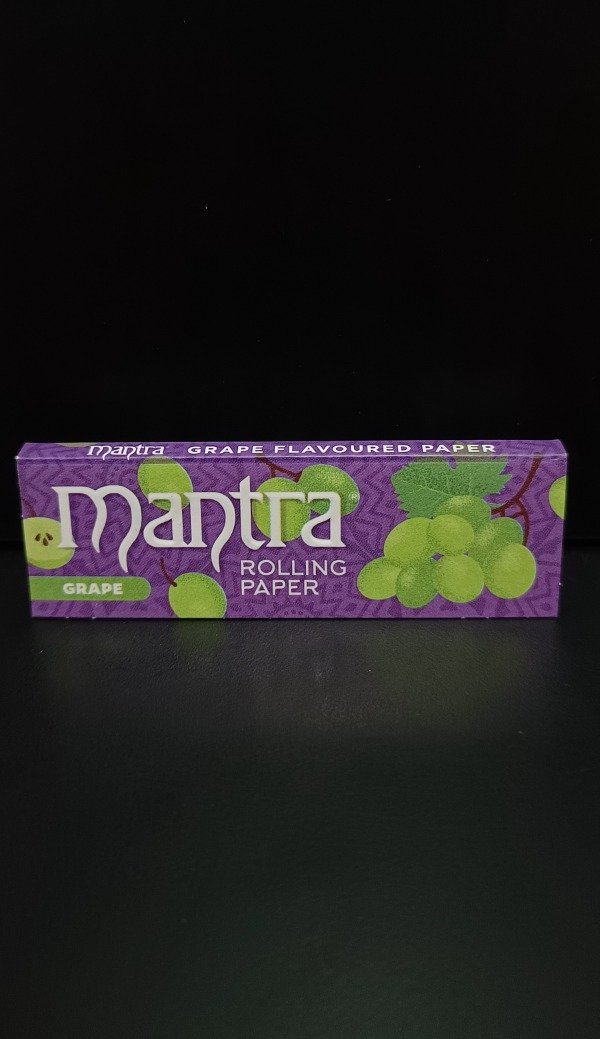 mantra GRAPE FLAVOURED PAPER
mantra
ROLLING
PAPER
GRAPE